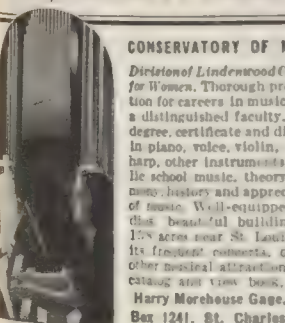 CONSERVATORY OF
Division of Lindenwood
for Women. Thorough pr
tion for careers in music
a distinguished faculty.
degree, certificate and di
in piano, voice, violin,
harp, other instruments
lic school music, theory
history and apprec
of music. Well-equippe
beautiful buildin
acres near St. Loui
its frequent concerts, o
other musical attraction
catalog and view book.
Harry Morehouse Gage,
Box 1241, St. Charles